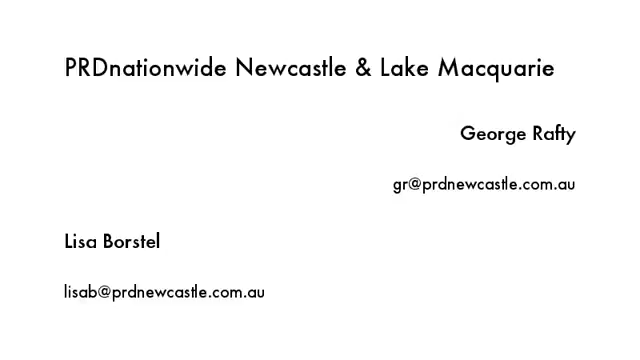 PRDnationwide Newcastle & Lake Macquarie
George Rafty
gr@prdnewcastle.com.au
Lisa Borstel
lisab@prdnewcastle.com.au